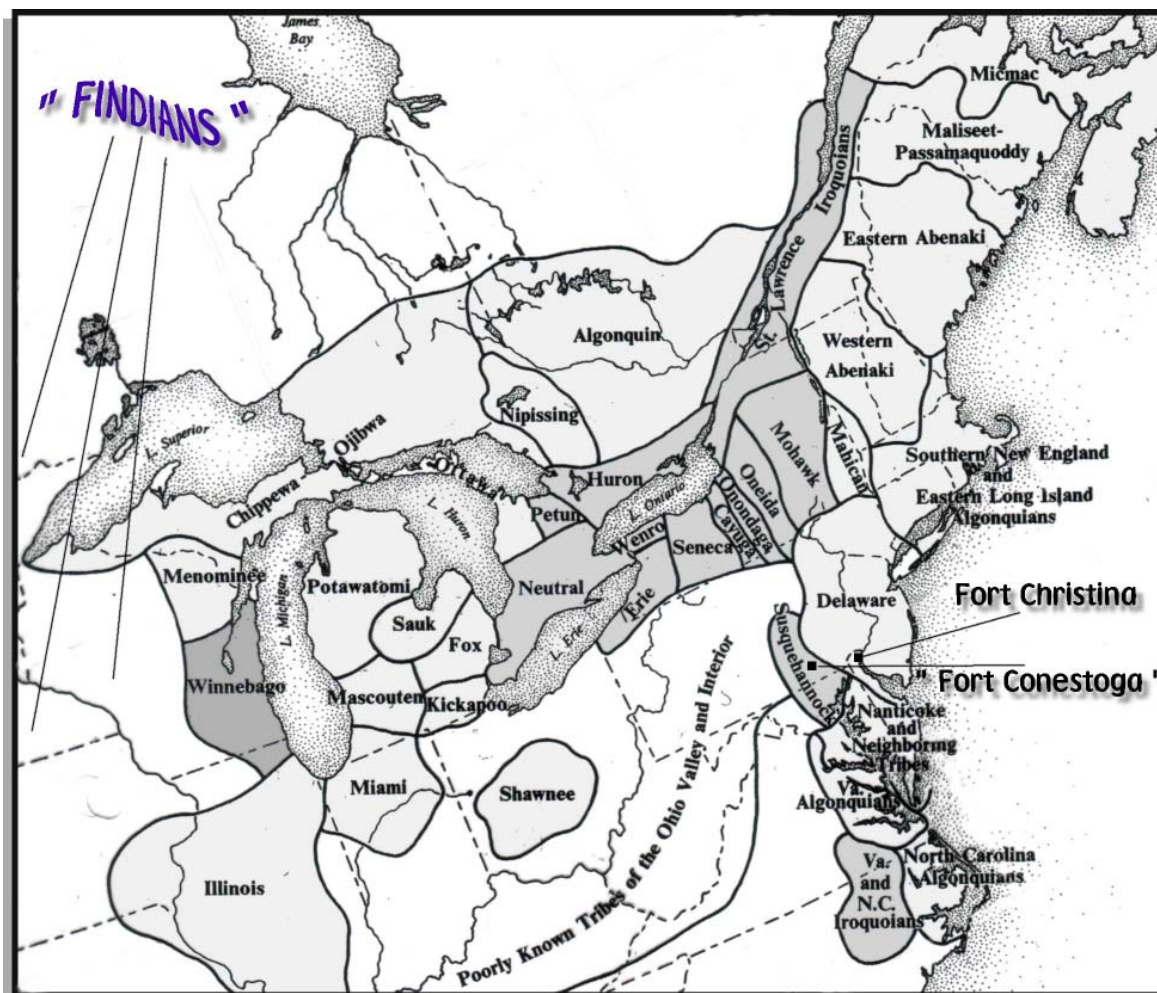 James
Bay
" FINDIANS "
Micmac
Maliseet-
Passamaquoddy
Iroquoians
Eastern Abenaki
Lawrence
St.
Algonquin
Western
Abenaki
Nipissing
L. Superior
Ojibwa
Chippewa
Ottawa
Mohawk
Mahican
Southern New England
and
Eastern Long Island
Algonquians
Huron
Oneida
Onondaga
Cayuga
L. Ontario
L. Huron
Petun
Wenro
Seneca
Menominee
Potawatomi
L. Michigan
Neutral
Erie
Delaware
Fort Christina
Sauk
Fox
L. Erie
Susquehannock
Winnebago
Mascouten
Kickapoo
" Fort Conestoga "
Nanticoke
and
Neighboring
Tribes
Miami
Shawnee
Va.
Algonquians
Poorly Known Tribes of the Ohio Valley and Interior
North Carolina
Algonquians
Illinois
Va.
and
N.C.
Iroquoians